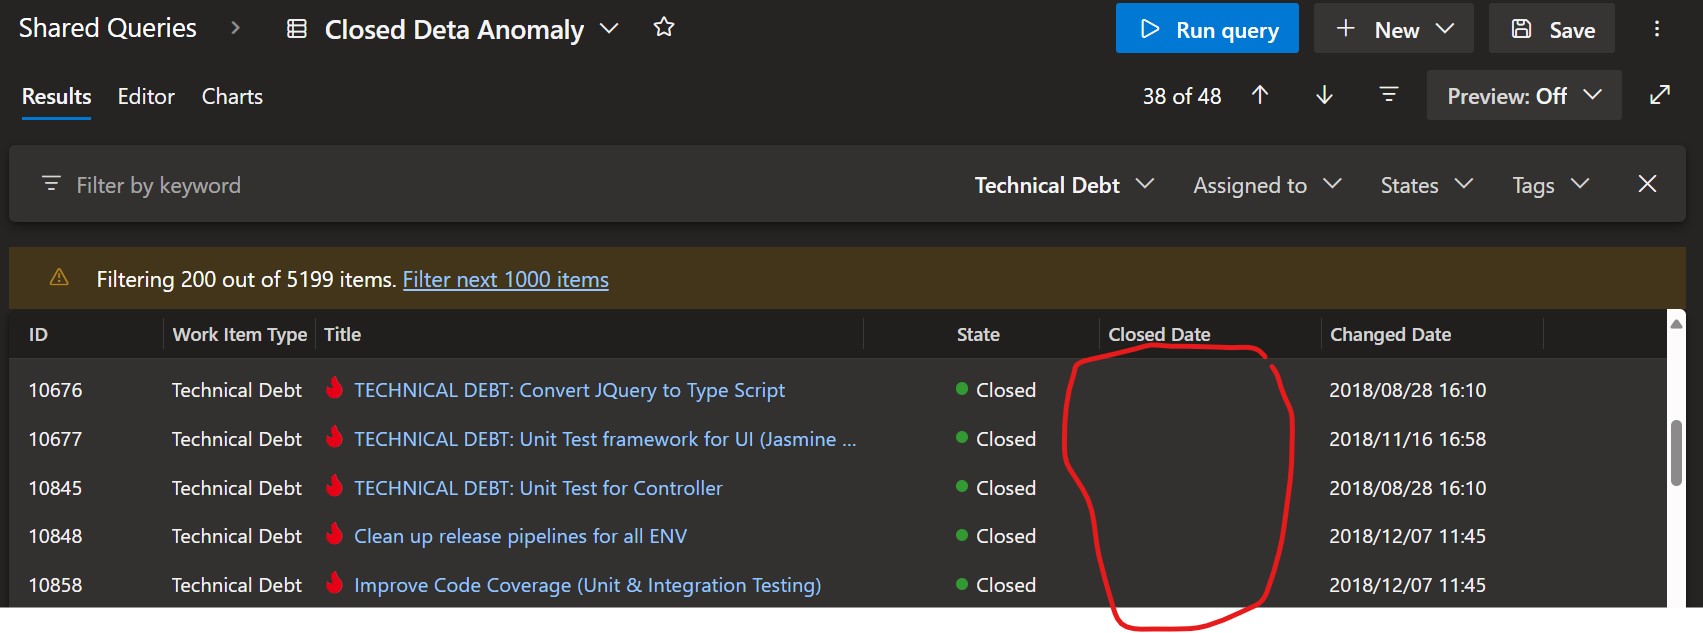 Shared Queries > Closed Deta Anomaly
Run query + New Save
Results Editor Charts
38 of 48 Preview: Off
Filter by keyword Technical Debt Assigned to States Tags
Filtering 200 out of 5199 items. Filter next 1000 items
ID Work Item Type Title State Closed Date Changed Date
10676 Technical Debt TECHNICAL DEBT: Convert JQuery to Type Script Closed 2018/08/28 16:10
10677 Technical Debt TECHNICAL DEBT: Unit Test framework for UI (Jasmine ... Closed 2018/11/16 16:58
10845 Technical Debt TECHNICAL DEBT: Unit Test for Controller Closed 2018/08/28 16:10
10848 Technical Debt Clean up release pipelines for all ENV Closed 2018/12/07 11:45
10858 Technical Debt Improve Code Coverage (Unit & Integration Testing) Closed 2018/12/07 11:45